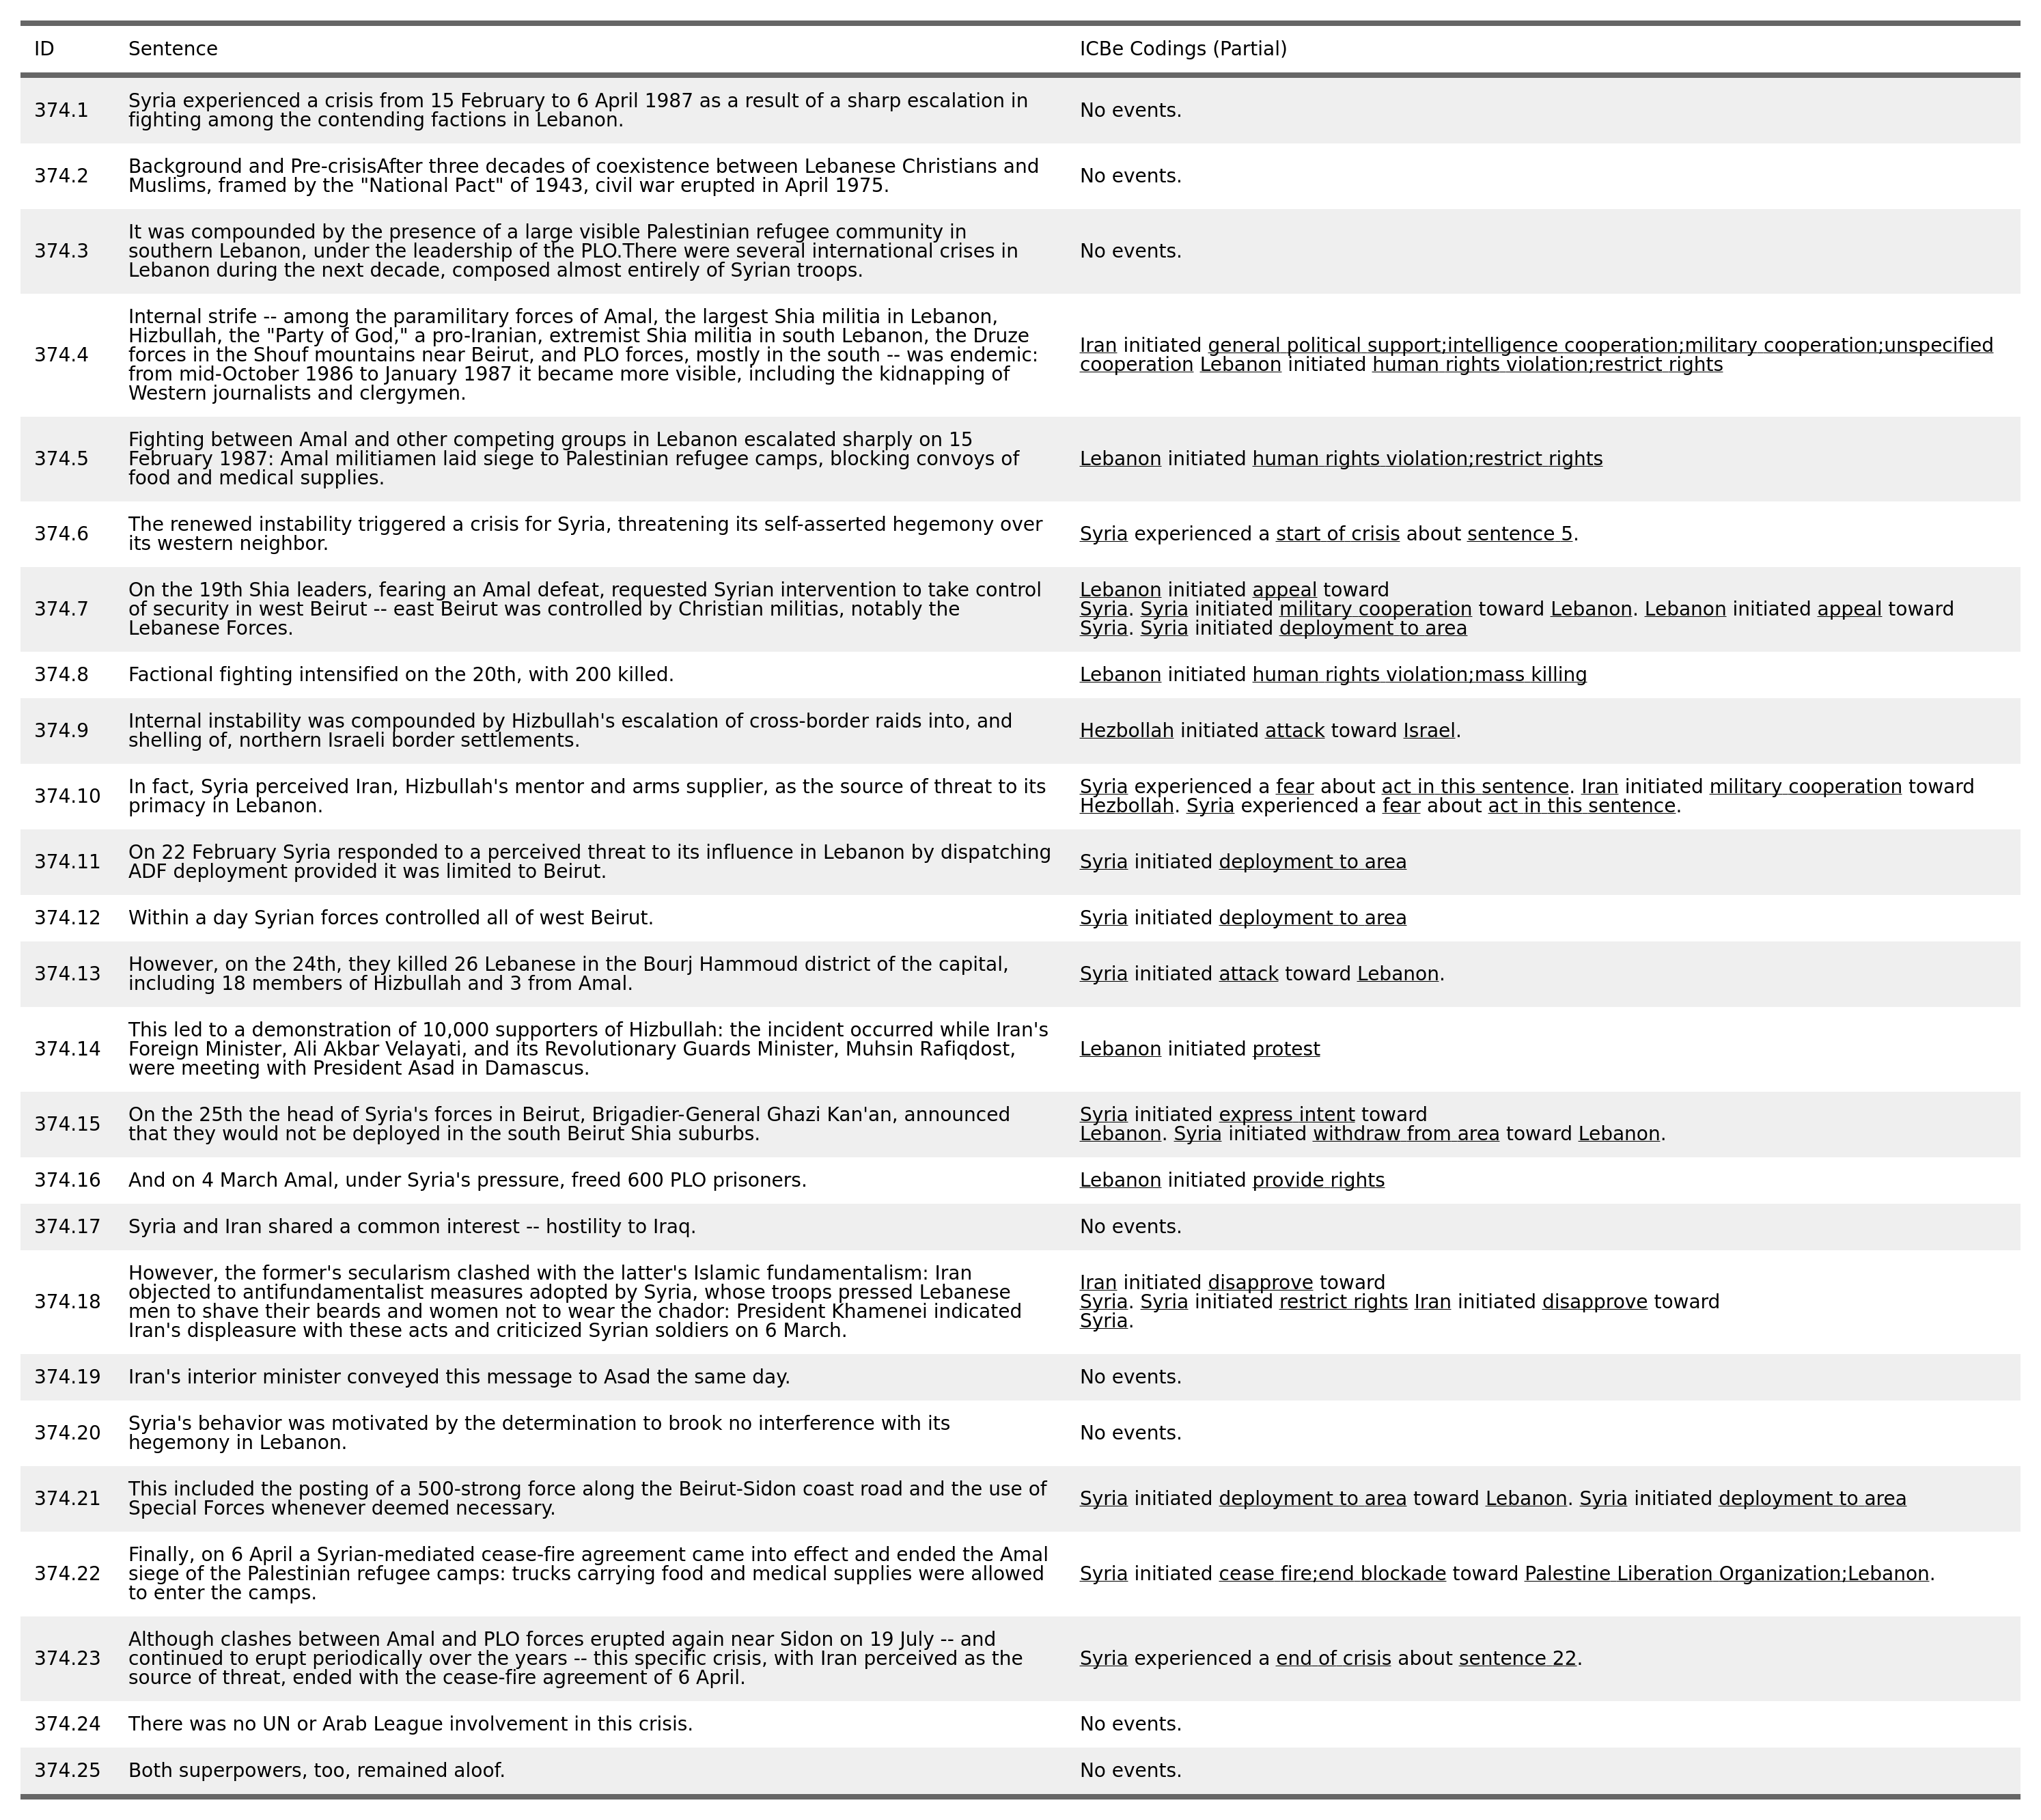 ID Sentence ICBe Codings (Partial)
374.1 Syria experienced a crisis from 15 February to 6 April 1987 as a result of a sharp escalation in
fighting among the contending factions in Lebanon. No events.
374.2 Background and Pre-crisisAfter three decades of coexistence between Lebanese Christians and
Muslims, framed by the "National Pact" of 1943, civil war erupted in April 1975. No events.
374.3 It was compounded by the presence of a large visible Palestinian refugee community in
southern Lebanon, under the leadership of the PLO.There were several international crises in
Lebanon during the next decade, composed almost entirely of Syrian troops. No events.
374.4 Internal strife -- among the paramilitary forces of Amal, the largest Shia militia in Lebanon,
Hizbullah, the "Party of God," a pro-Iranian, extremist Shia militia in south Lebanon, the Druze
forces in the Shouf mountains near Beirut, and PLO forces, mostly in the south -- was endemic:
from mid-October 1986 to January 1987 it became more visible, including the kidnapping of
Western journalists and clergymen.
Iran initiated general political support;intelligence cooperation;military cooperation;unspecified
cooperation Lebanon initiated human rights violation;restrict rights
374.5 Fighting between Amal and other competing groups in Lebanon escalated sharply on 15
February 1987: Amal militiamen laid siege to Palestinian refugee camps, blocking convoys of
food and medical supplies.
Lebanon initiated human rights violation;restrict rights
374.6 The renewed instability triggered a crisis for Syria, threatening its self-asserted hegemony over
its western neighbor.
Syria experienced a start of crisis about sentence 5.
374.7 On the 19th Shia leaders, fearing an Amal defeat, requested Syrian intervention to take control
of security in west Beirut -- east Beirut was controlled by Christian militias, notably the
Lebanese Forces.
Lebanon initiated appeal toward
Syria. Syria initiated military cooperation toward Lebanon. Lebanon initiated appeal toward
Syria. Syria initiated deployment to area
374.8 Factional fighting intensified on the 20th, with 200 killed. Lebanon initiated human rights violation;mass killing
374.9 Internal instability was compounded by Hizbullah's escalation of cross-border raids into, and
shelling of, northern Israeli border settlements.
Hezbollah initiated attack toward Israel.
374.10 In fact, Syria perceived Iran, Hizbullah's mentor and arms supplier, as the source of threat to its
primacy in Lebanon.
Syria experienced a fear about act in this sentence. Iran initiated military cooperation toward
Hezbollah. Syria experienced a fear about act in this sentence.
374.11 On 22 February Syria responded to a perceived threat to its influence in Lebanon by dispatching
ADF deployment provided it was limited to Beirut.
Syria initiated deployment to area
374.12 Within a day Syrian forces controlled all of west Beirut. Syria initiated deployment to area
374.13 However, on the 24th, they killed 26 Lebanese in the Bourj Hammoud district of the capital,
including 18 members of Hizbullah and 3 from Amal.
Syria initiated attack toward Lebanon.
374.14 This led to a demonstration of 10,000 supporters of Hizbullah: the incident occurred while Iran's
Foreign Minister, Ali Akbar Velayati, and its Revolutionary Guards Minister, Muhsin Rafiqdost,
were meeting with President Asad in Damascus.
Lebanon initiated protest
374.15 On the 25th the head of Syria's forces in Beirut, Brigadier-General Ghazi Kan'an, announced
that they would not be deployed in the south Beirut Shia suburbs.
Syria initiated express intent toward
Lebanon. Syria initiated withdraw from area toward Lebanon.
374.16 And on 4 March Amal, under Syria's pressure, freed 600 PLO prisoners. Lebanon initiated provide rights
374.17 Syria and Iran shared a common interest -- hostility to Iraq. No events.
374.18 However, the former's secularism clashed with the latter's Islamic fundamentalism: Iran
objected to antifundamentalist measures adopted by Syria, whose troops pressed Lebanese
men to shave their beards and women not to wear the chador: President Khamenei indicated
Iran's displeasure with these acts and criticized Syrian soldiers on 6 March.
Iran initiated disapprove toward
Syria. Syria initiated restrict rights Iran initiated disapprove toward
Syria.
374.19 Iran's interior minister conveyed this message to Asad the same day. No events.
374.20 Syria's behavior was motivated by the determination to brook no interference with its
hegemony in Lebanon. No events.
374.21 This included the posting of a 500-strong force along the Beirut-Sidon coast road and the use of
Special Forces whenever deemed necessary.
Syria initiated deployment to area toward Lebanon. Syria initiated deployment to area
374.22 Finally, on 6 April a Syrian-mediated cease-fire agreement came into effect and ended the Amal
siege of the Palestinian refugee camps: trucks carrying food and medical supplies were allowed
to enter the camps.
Syria initiated cease fire;end blockade toward Palestine Liberation Organization;Lebanon.
374.23 Although clashes between Amal and PLO forces erupted again near Sidon on 19 July -- and
continued to erupt periodically over the years -- this specific crisis, with Iran perceived as the
source of threat, ended with the cease-fire agreement of 6 April.
Syria experienced a end of crisis about sentence 22.
374.24 There was no UN or Arab League involvement in this crisis. No events.
374.25 Both superpowers, too, remained aloof. No events.